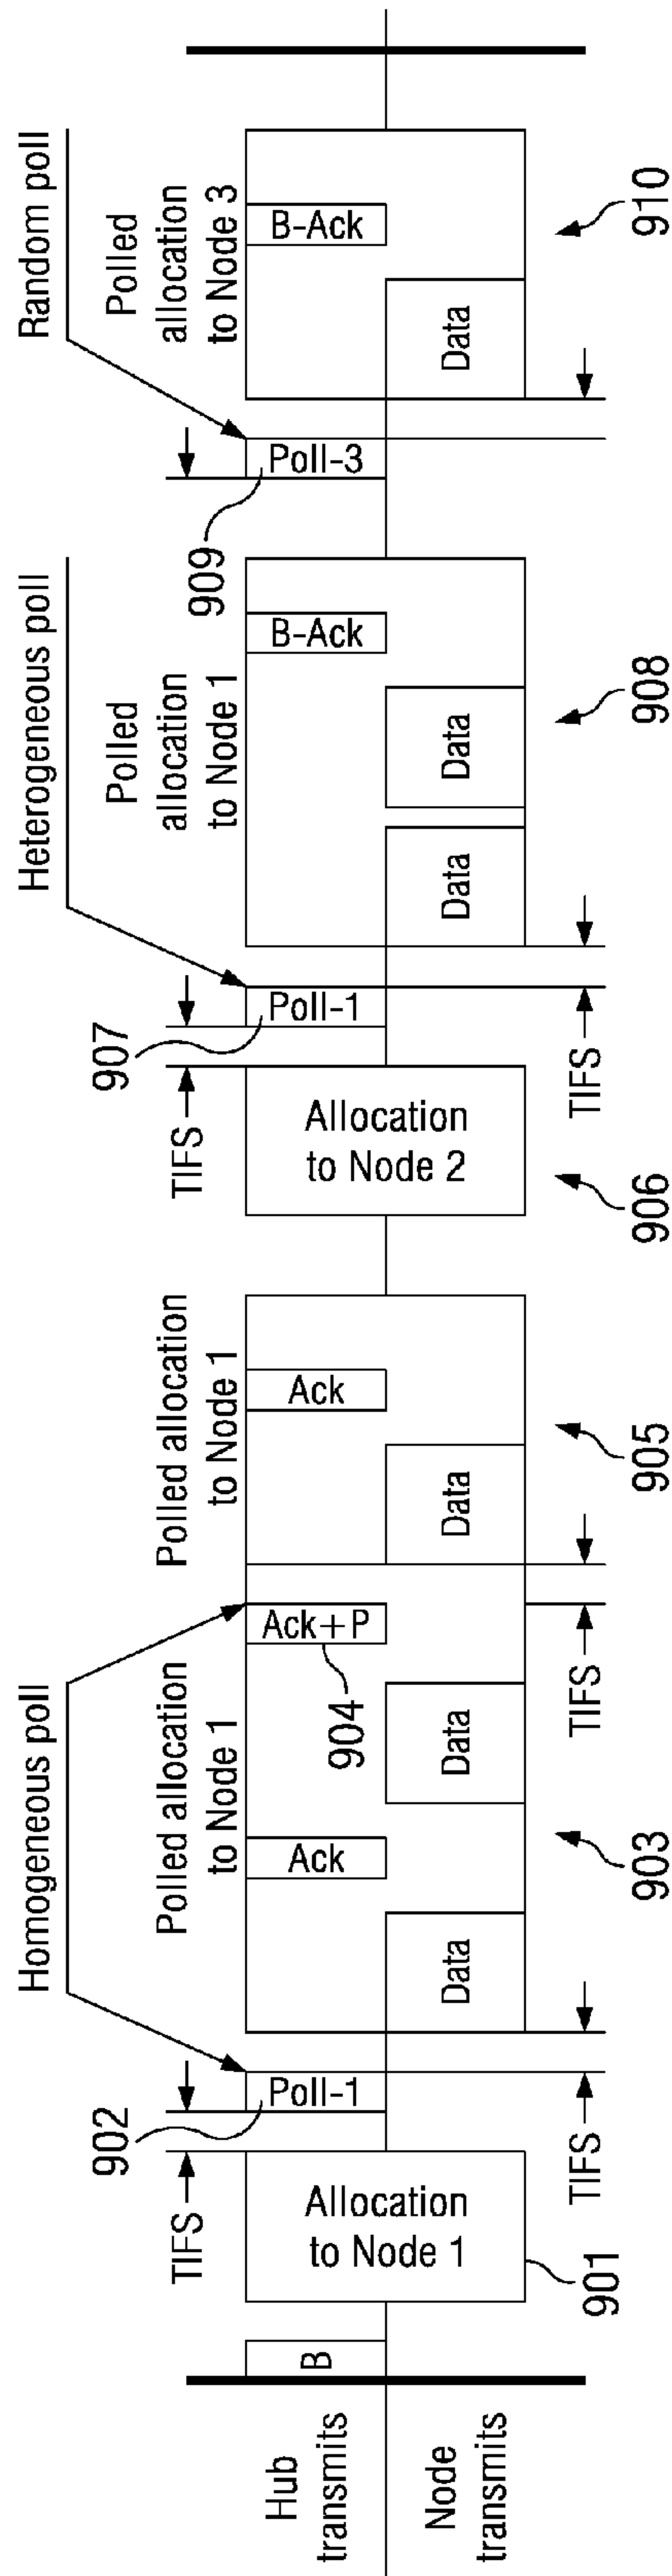 Homogeneous poll
Heterogeneous poll
Random poll
Polled allocation
to Node 1
Polled allocation
to Node 1
Polled
allocation
to Node 1
Polled
allocation
to Node 3
902
907
909
TIFS
TIFS
Hub
transmits
B
Allocation
to Node 1
Poll-1
Ack
Ack+P
904
Ack
Allocation
to Node 2
Poll-1
B-Ack
Poll-3
B-Ack
Node
transmits
Data
Data
Data
Data
Data
Data
TIFS
TIFS
TIFS
901
903
905
906
908
910